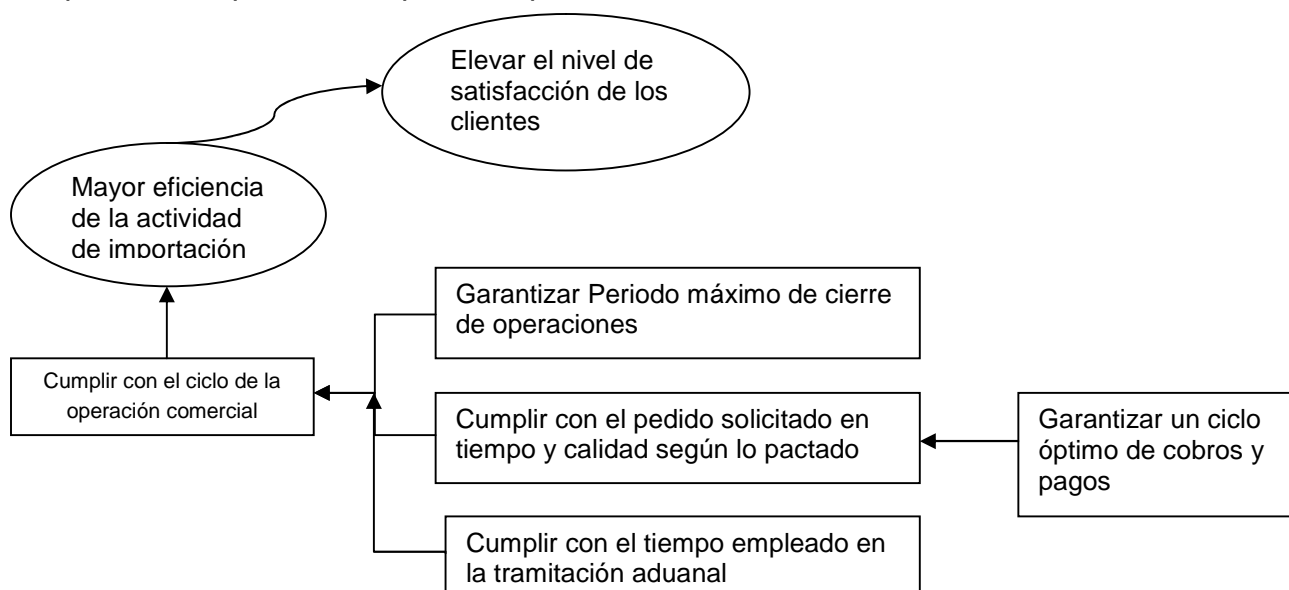 Elevar el nivel de
satisfacción de los
clientes
Mayor eficiencia
de la actividad
de importación
Garantizar Periodo máximo de cierre
de operaciones
Cumplir con el ciclo de la
operación comercial
Cumplir con el pedido solicitado en
tiempo y calidad según lo pactado
Garantizar un ciclo
óptimo de cobros y
pagos
Cumplir con el tiempo empleado en
la tramitación aduanal